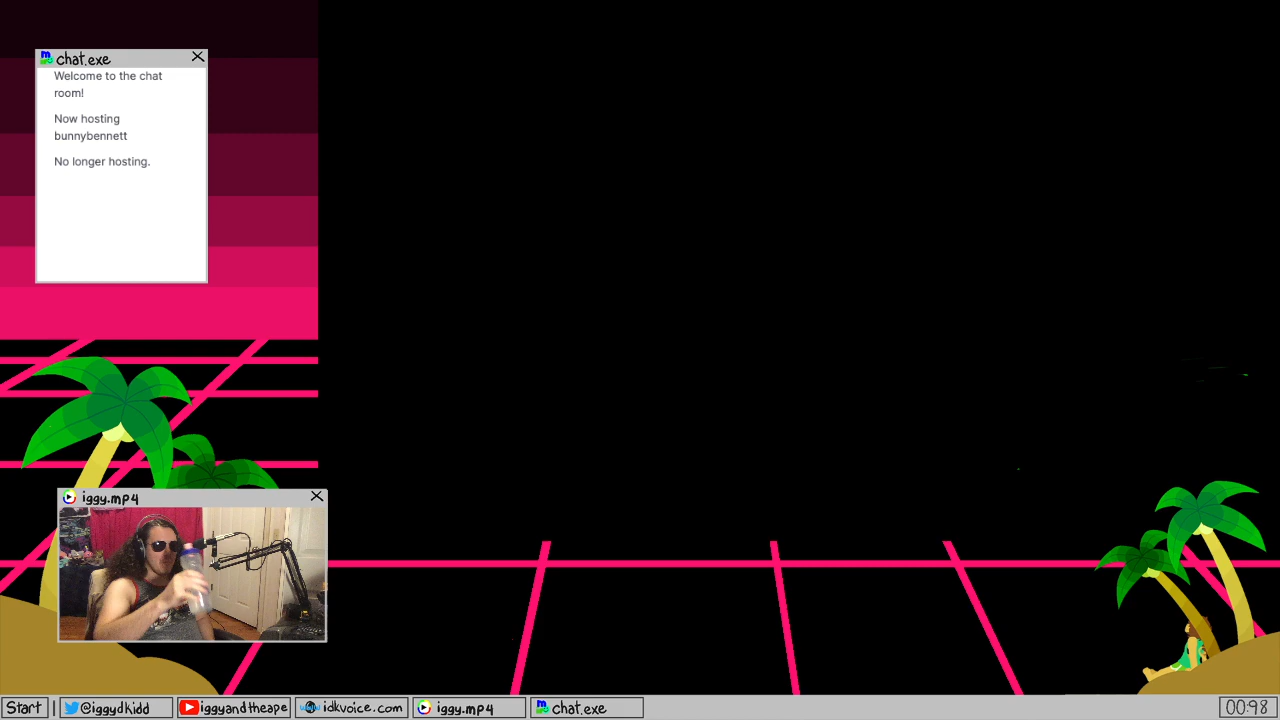 chat.exe
Welcome to the chat
room!
Now hosting
bunnybennett
No longer hosting.
iggy.mp4
Start | @iggydkidd iggyandtheape www idkvoice.com iggy.mp4 chat.exe 00:98